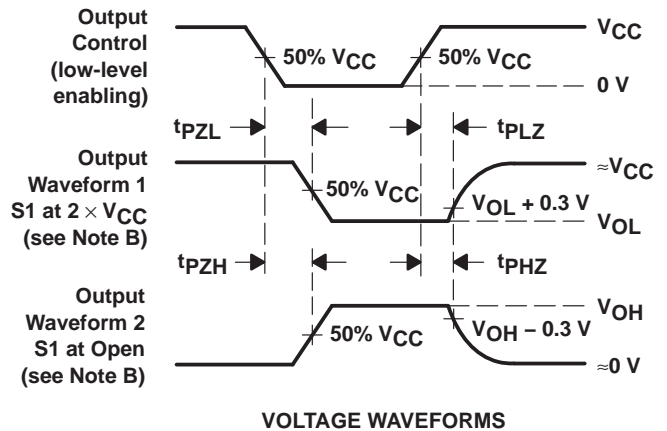 Output
Control
(low-level
enabling)
50% VCC
50% VCC
VCC
0 V
tPZL
tPLZ
Output
Waveform 1
S1 at 2 × VCC
(see Note B)
50% VCC
≈VCC
VOL + 0.3 V
VOL
tPZH
tPHZ
Output
Waveform 2
S1 at Open
(see Note B)
50% VCC
VOH
VOH − 0.3 V
≈0 V
VOLTAGE WAVEFORMS